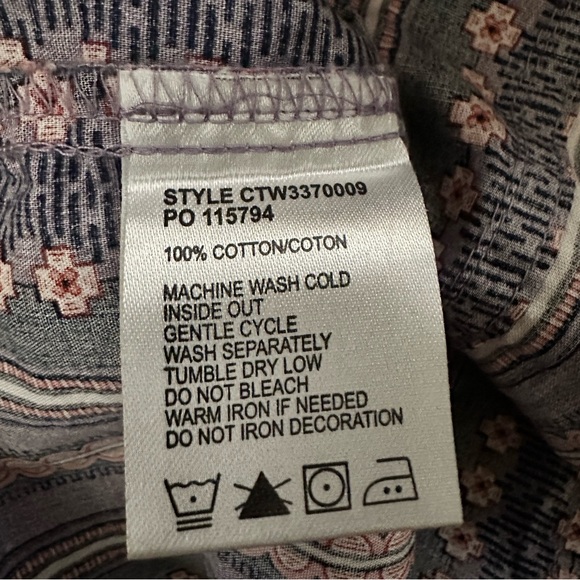 STYLE CTW3370009
PO 115794
100% COTTON/COTON
MACHINE WASH COLD
INSIDE OUT
GENTLE CYCLE
WASH SEPARATELY
TUMBLE DRY LOW
DO NOT BLEACH
WARM IRON IF NEEDED
DO NOT IRON DECORATION